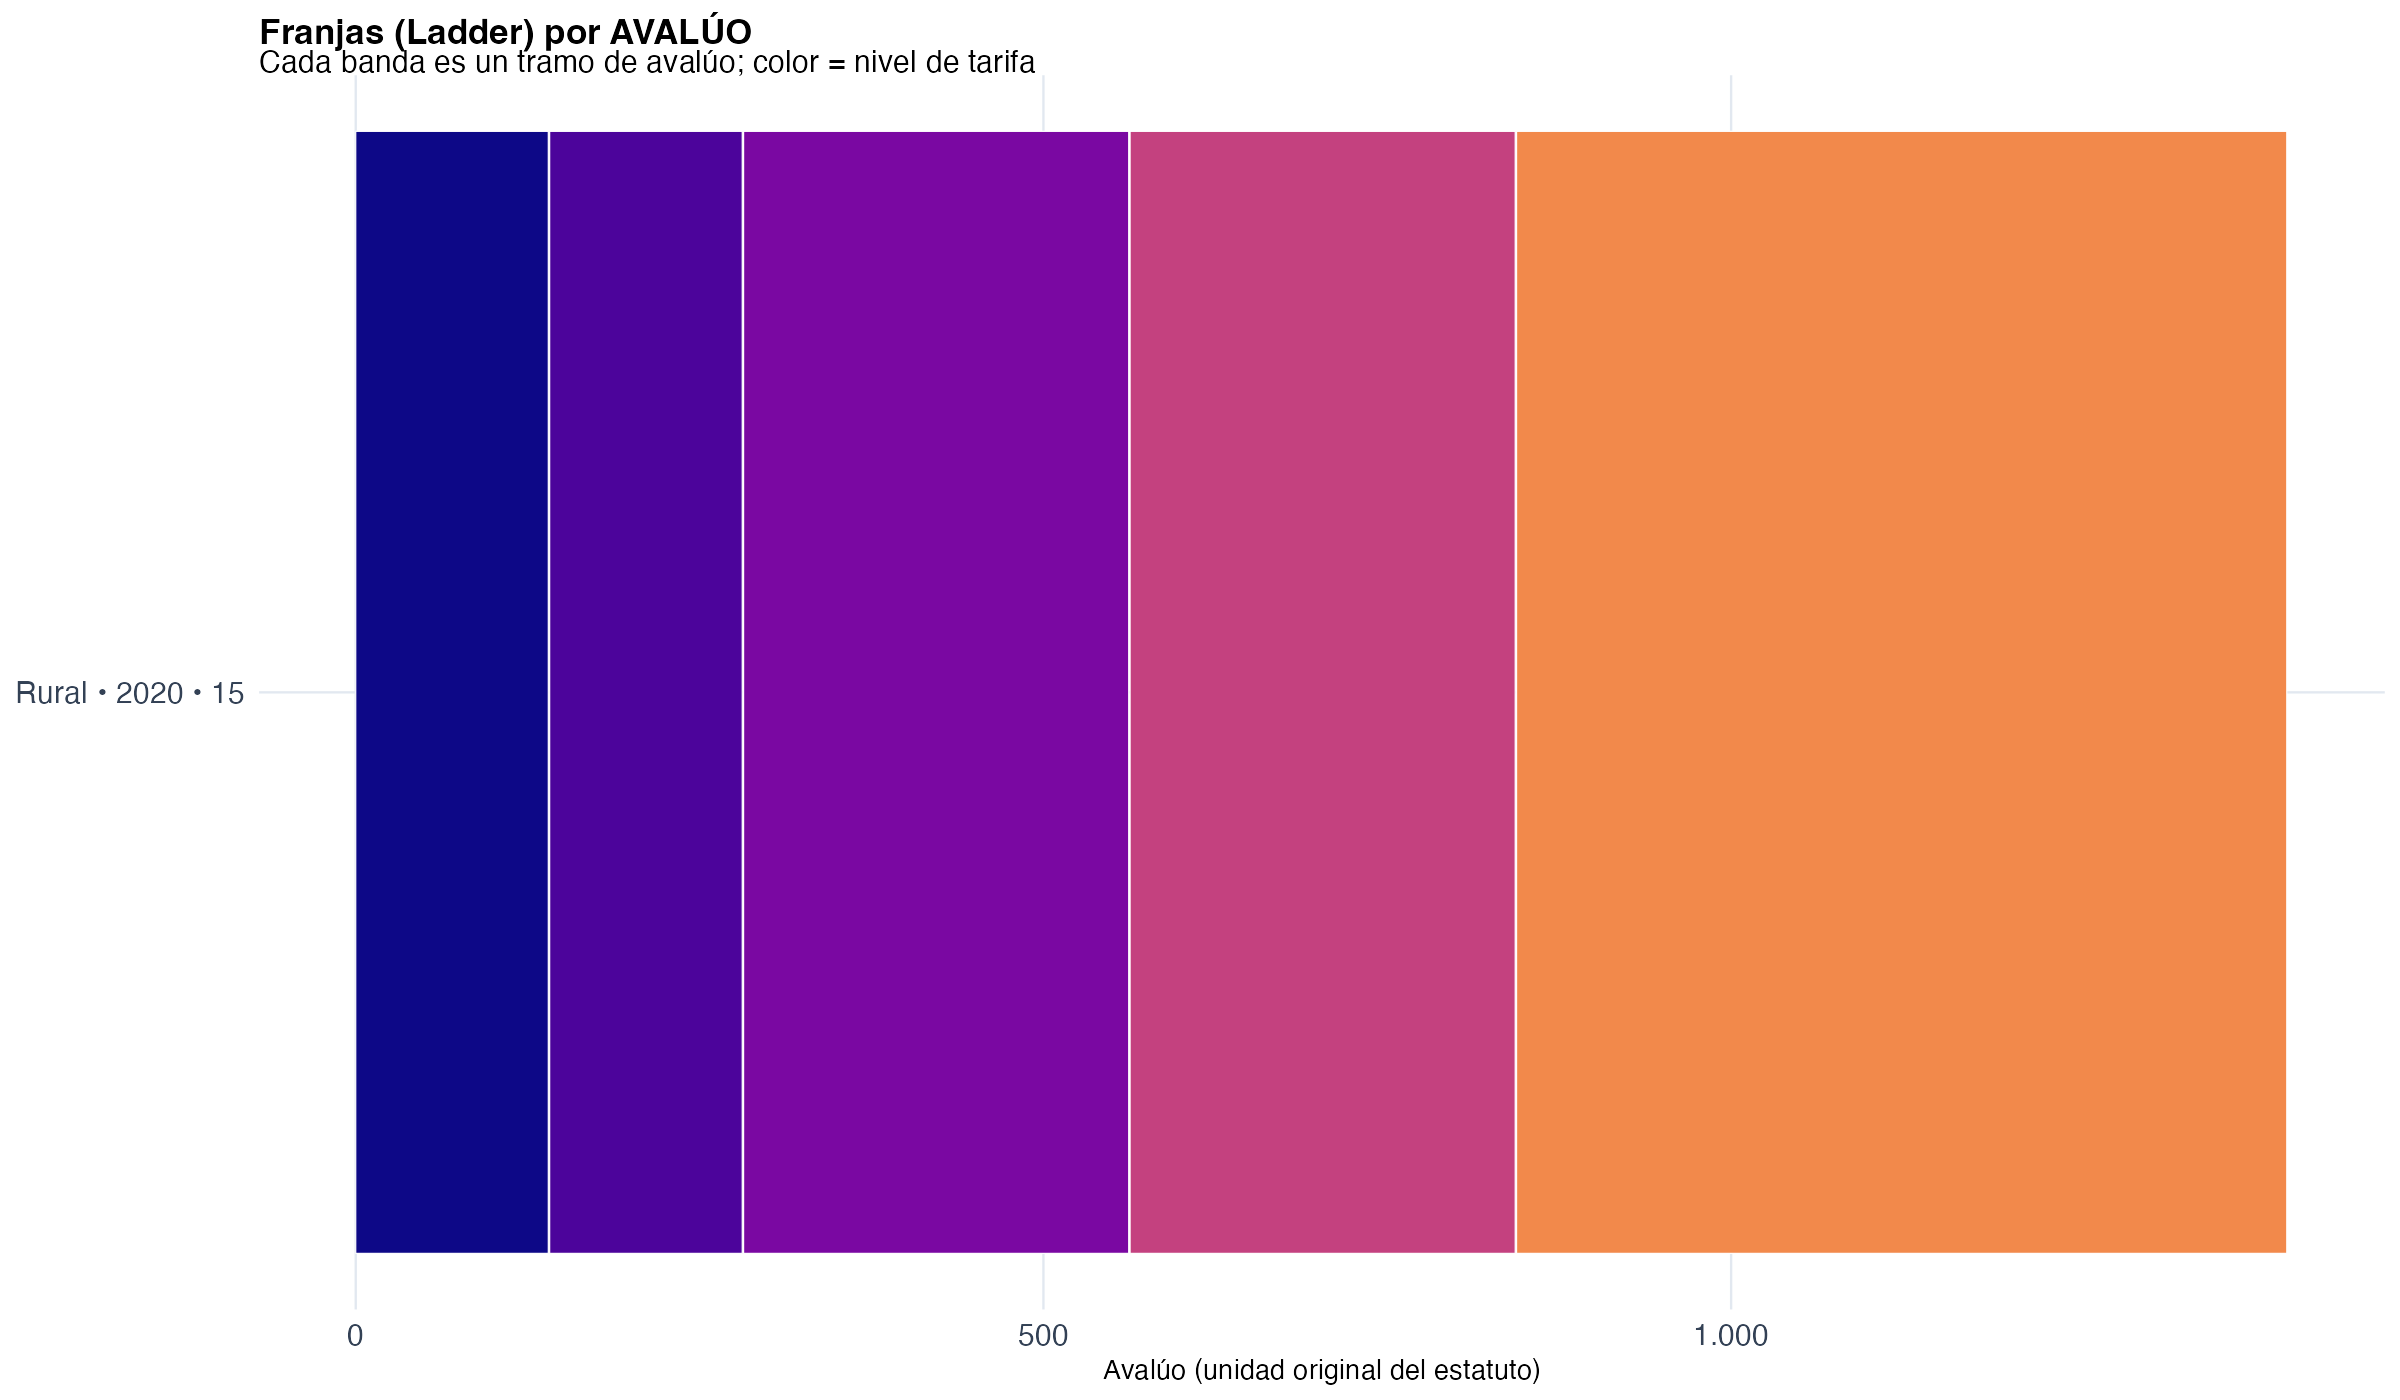 Franjas (Ladder) por AVALÚO
Cada banda es un tramo de avalúo; color = nivel de tarifa
Rural • 2020 • 15
0
500
1.000
Avalúo (unidad original del estatuto)